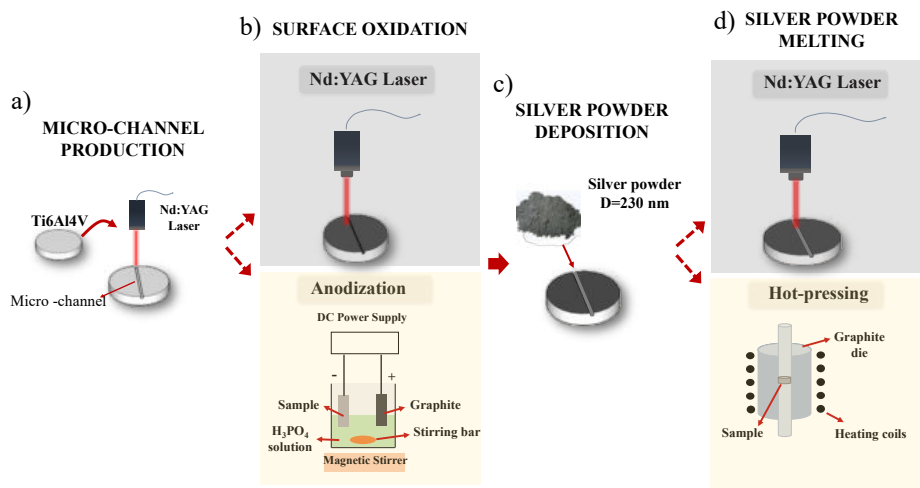 a)
MICRO-CHANNEL
PRODUCTION
Ti6Al4V
Nd:YAG
Laser
Micro -channel
b)
SURFACE OXIDATION
Nd:YAG Laser
Anodization
DC Power Supply
-
+
Sample
Graphite
H₃PO₄
solution
Stirring bar
Magnetic Stirrer
c)
SILVER POWDER
DEPOSITION
Silver powder
D=230 nm
d)
SILVER POWDER
MELTING
Nd:YAG Laser
Hot-pressing
Graphite
die
Sample
Heating coils